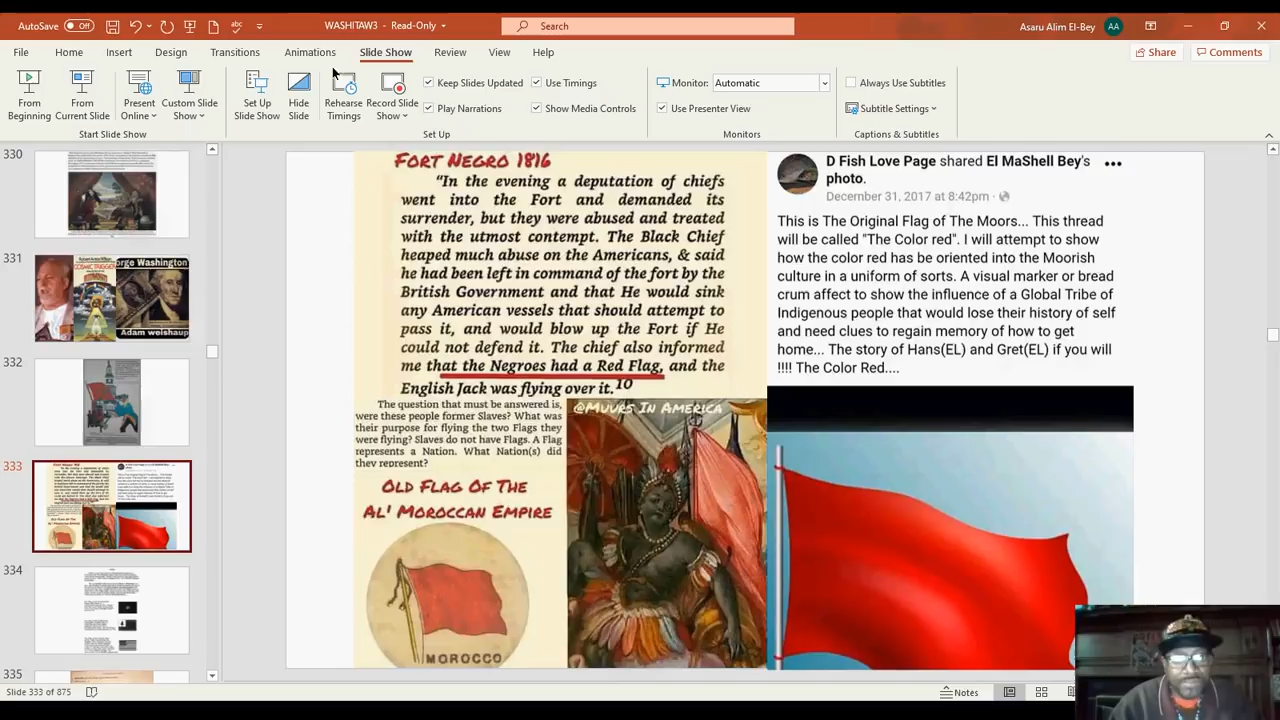 AutoSave
Off
WASHITAW3 - Read-Only
Search
Asaru Alim El-Bey
AA
File
Home
Insert
Design
Transitions
Animations
Slide Show
Review
View
Help
Share
Comments
From
Beginning
From
Current Slide
Present
Online
Custom Slide
Show
Start Slide Show
Set Up
Slide Show
Hide
Slide
Rehearse
Timings
Record Slide
Show
Keep Slides Updated
Play Narrations
Use Timings
Show Media Controls
Set Up
Monitor:
Automatic
Use Presenter View
Monitors
Always Use Subtitles
Subtitle Settings
Captions & Subtitles
330
331
George Washington
Adam weishaup
332
333
334
335
FORT NEGRO 1816
"In the evening a deputation of chiefs
went into the Fort and demanded its
surrender, but they were abused and treated
with the utmost contempt. The Black Chief
heaped much abuse on the Americans, & said
he had been left in command of the fort by the
British Government and that He would sink
any American vessels that should attempt to
pass it, and would blow up the Fort if He
could not defend it. The chief also informed
me that the Negroes had a Red Flag, and the
English Jack was flying over it.10
The question that must be answered is,
were these people former Slaves? What was
their purpose for flying the two Flags they
were flying? Slaves do not have Flags. A Flag
represents a Nation. What Nation(s) did
they represent?
OLD FLAG OF THE
AL' MOROCCAN EMPIRE
MOROCCO
@MUURS IN AMERICA
D Fish Love Page shared El MaShell Bey's
photo.
December 31, 2017 at 8:42pm
This is The Original Flag of The Moors... This thread
will be called "The Color red". I will attempt to show
how the color red has be oriented into the Moorish
culture in a uniform of sorts. A visual marker or bread
crum affect to show the influence of a Global Tribe of
Indigenous people that would lose their history of self
and need clues to regain memory of how to get
home... The story of Hans(EL) and Gret(EL) if you will
!!!! The Color Red....
Slide 333 of 875
Notes